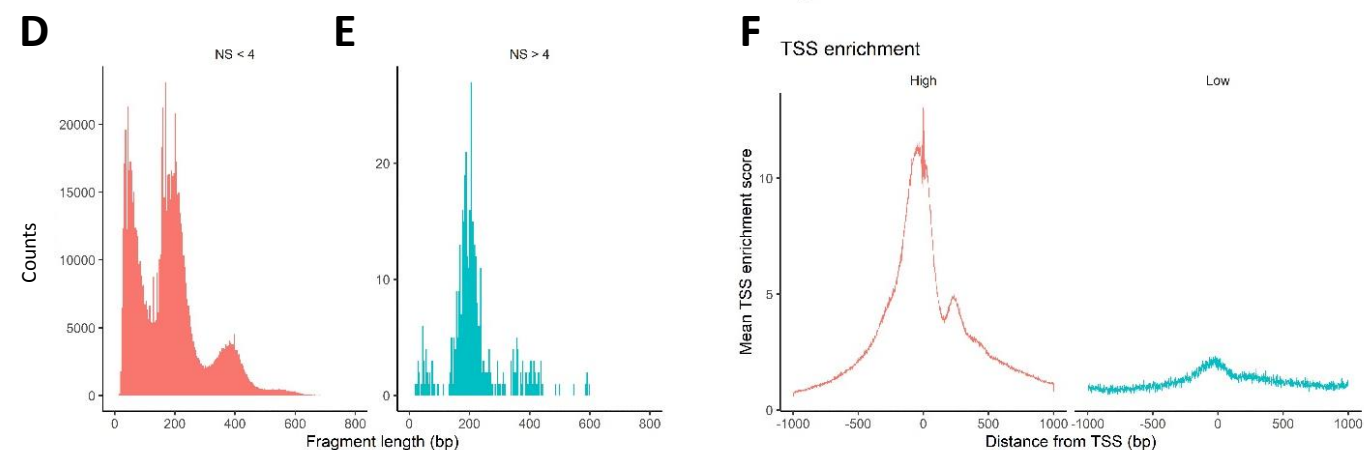 D
NS < 4
Counts
20000
15000
10000
5000
0
0 200 400 600 800
E
NS > 4
20
10
0
0 200 400 600 800
Fragment length (bp)
F
TSS enrichment
High
Low
Mean TSS enrichment score
10
5
0
-1000 -500 0 500 1000
-1000 -500 0 500 1000
Distance from TSS (bp)